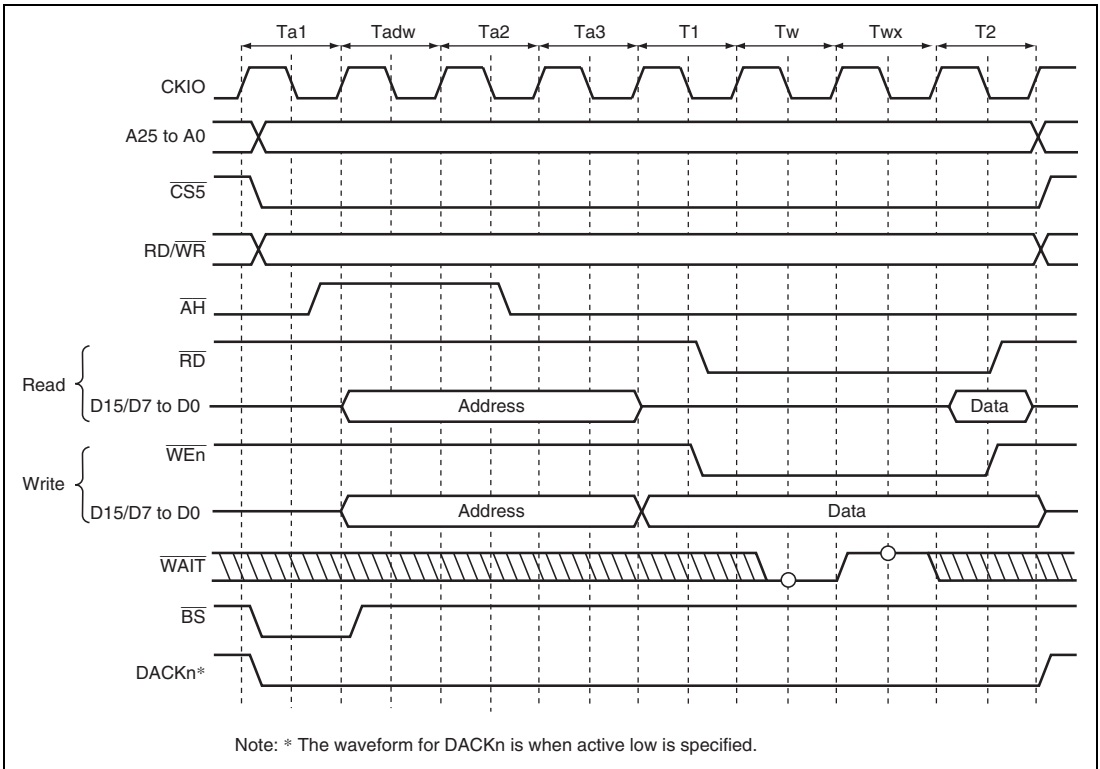 Ta1 Tadw Ta2 Ta3 T1 Tw Twx T2
CKIO
A25 to A0
CS5
RD/WR
AH
RD
Read
D15/D7 to D0 Address Data
WEn
Write
D15/D7 to D0 Address Data
WAIT
BS
DACKn*
Note: * The waveform for DACKn is when active low is specified.